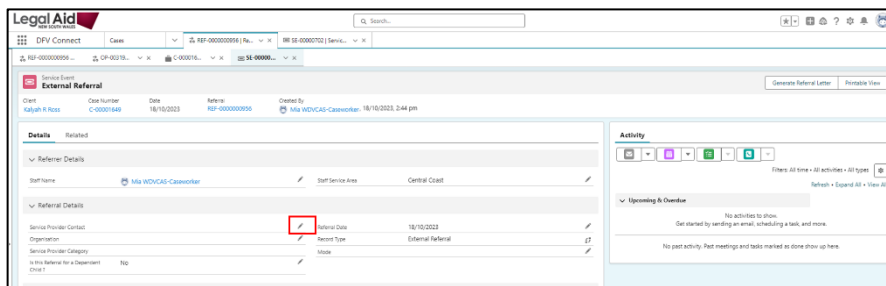 Legal Aid
NEW SOUTH WALES
Search...
DFV Connect Cases REF-0000000956 | Ra... SE-00000702 | Servic...
REF-0000000956 ... OP-00319... C-000016... SE-00000...
Service Event
External Referral
Generate Referral Letter Printable View
Client Case Number Date Referral Created By
Kalyah R Ross C-00001649 18/10/2023 REF-0000000956 Mia WDVCAS-Caseworker, 18/10/2023, 2:44 pm
Details Related
Activity
Referrer Details
Filters: All time • All activities • All types
Staff Name Mia WDVCAS-Caseworker Staff Service Area Central Coast
Refresh • Expand All • View All
Referral Details
Upcoming & Overdue
No activities to show.
Get started by sending an email, scheduling a task, and more.
Service Provider Contact Referral Date 18/10/2023
Organisation Record Type External Referral
No past activity. Past meetings and tasks marked as done show up here.
Service Provider Category Mode
Is this Referral for a Dependent Child ? No